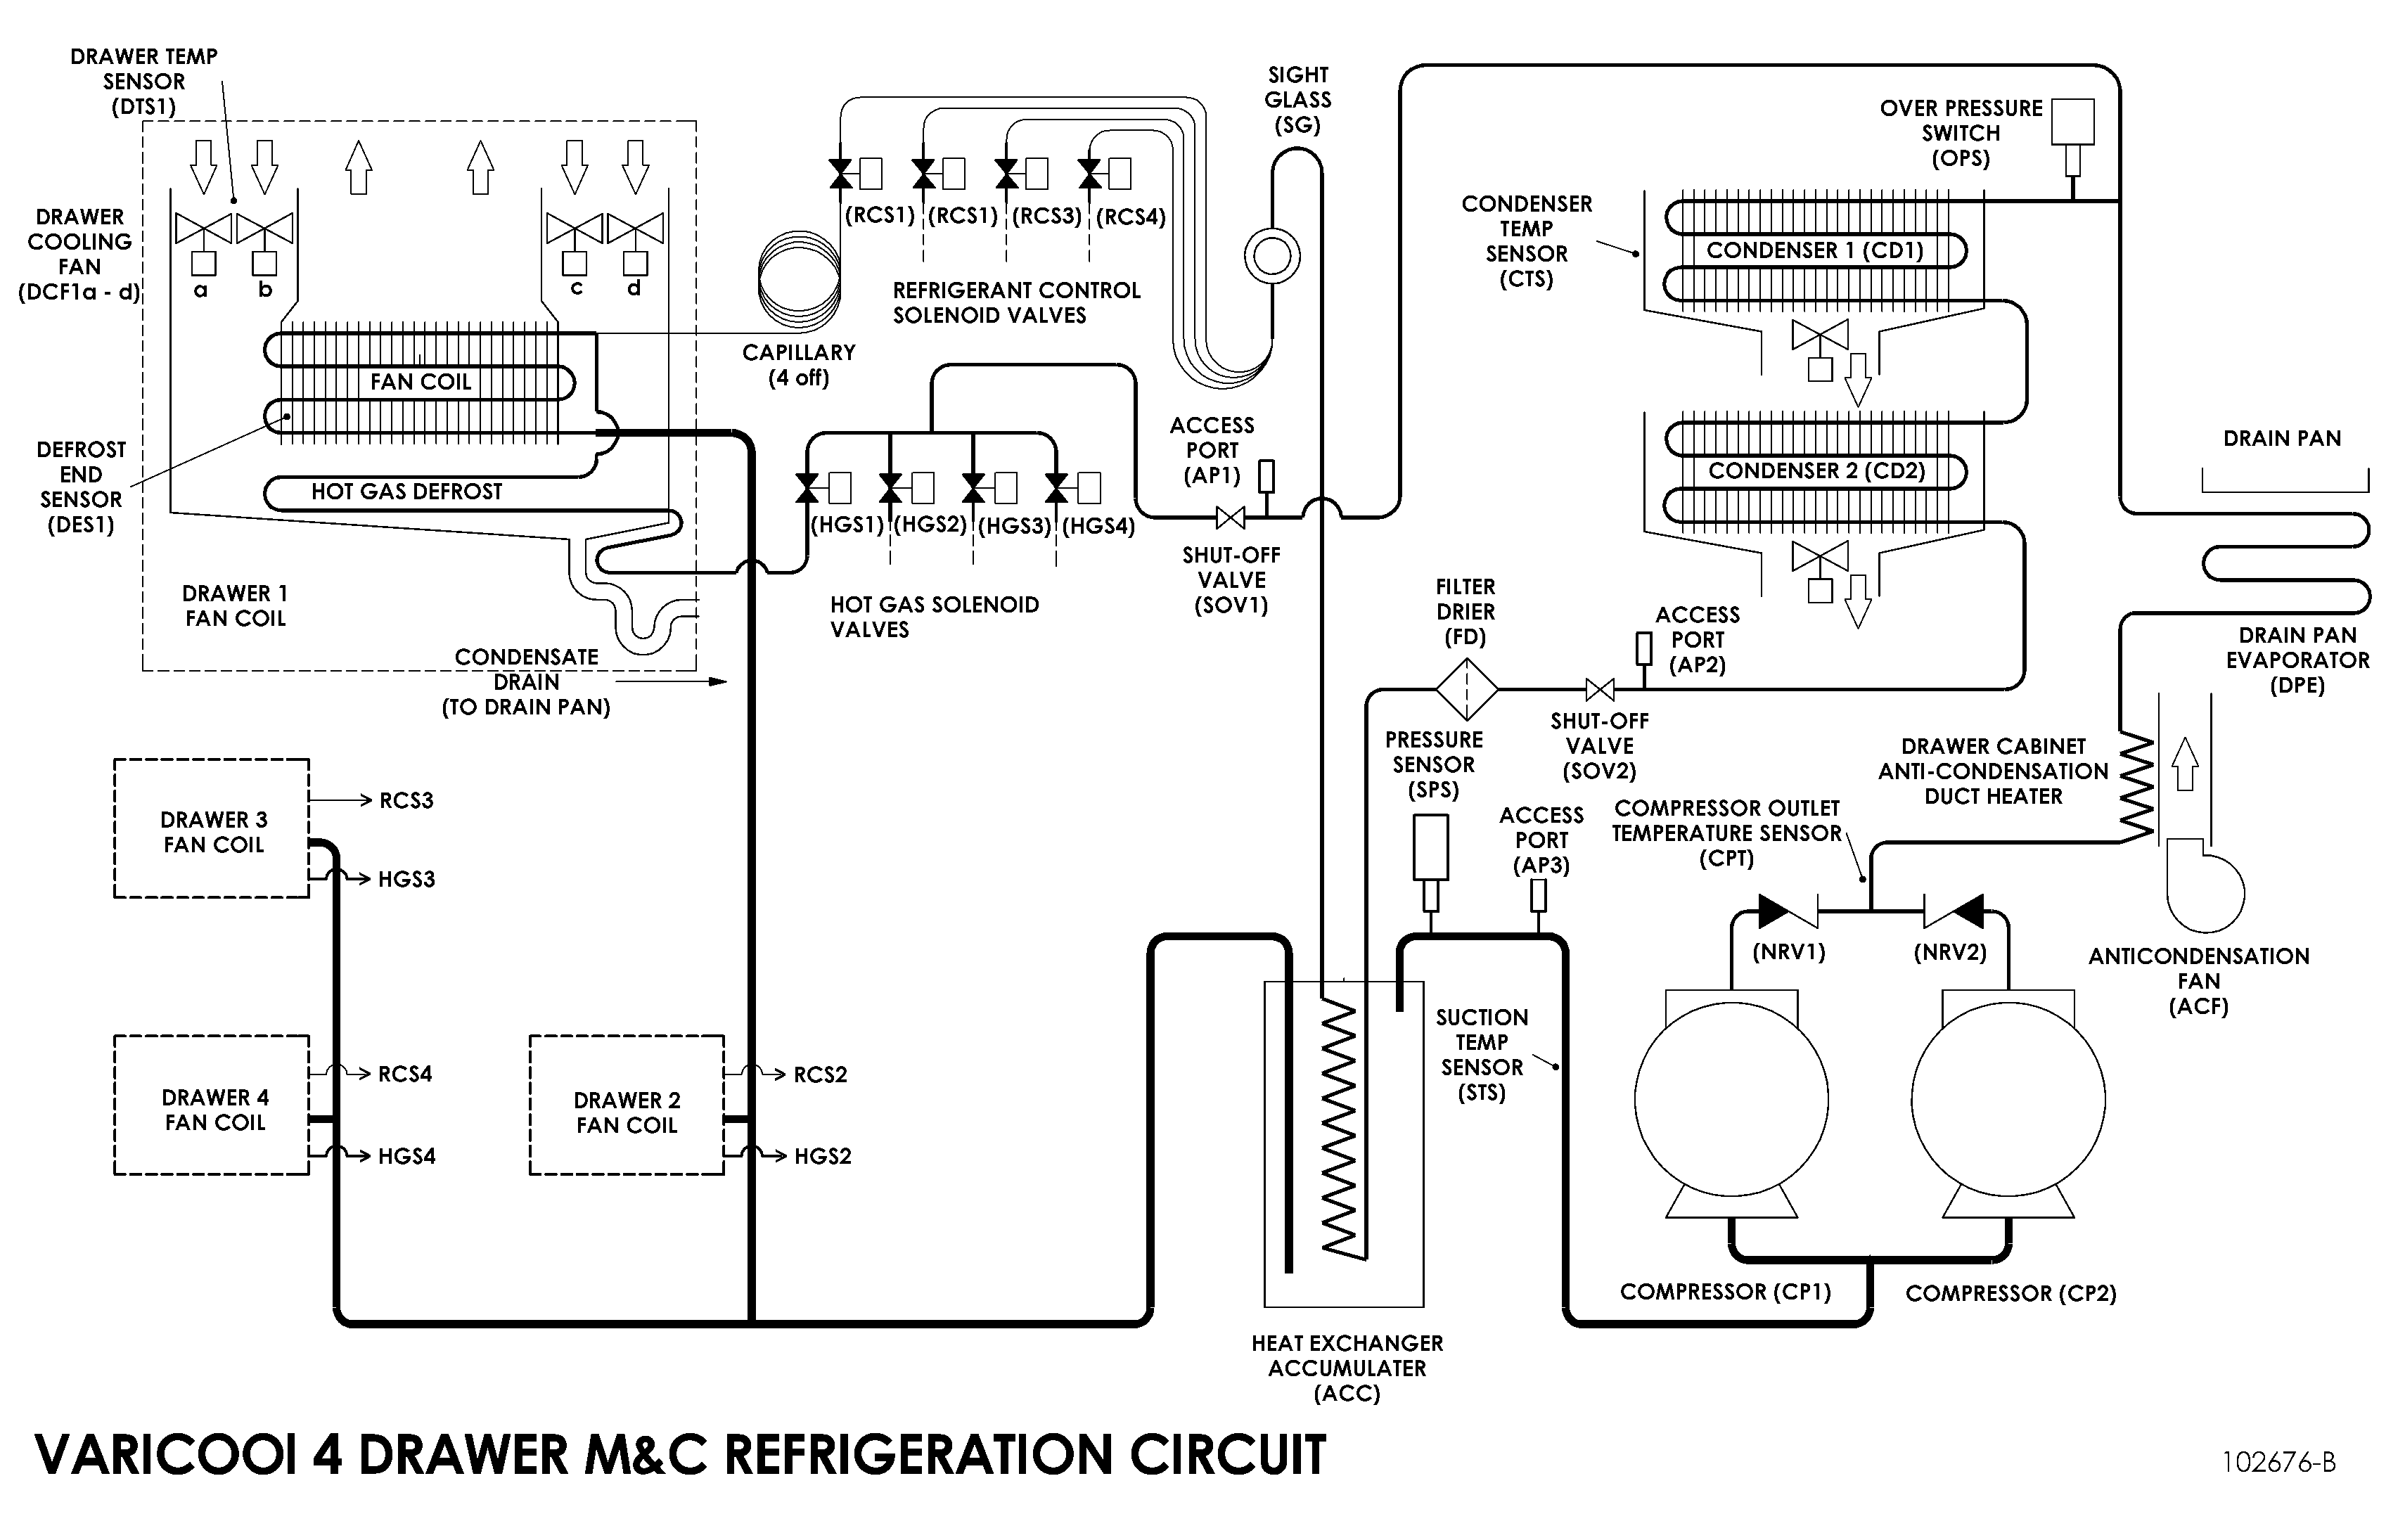 DRAWER TEMP
SENSOR
(DTS1)
DRAWER
COOLING
FAN
(DCF1a - d)
a
b
c
d
FAN COIL
DEFROST
END
SENSOR
(DES1)
HOT GAS DEFROST
DRAWER 1
FAN COIL
CONDENSATE
DRAIN
(TO DRAIN PAN)
CAPILLARY
(4 off)
(RCS1)
(RCS1)
(RCS3)
(RCS4)
REFRIGERANT CONTROL
SOLENOID VALVES
SIGHT
GLASS
(SG)
(HGS1)
(HGS2)
(HGS3)
(HGS4)
HOT GAS SOLENOID
VALVES
ACCESS
PORT
(AP1)
SHUT-OFF
VALVE
(SOV1)
OVER PRESSURE
SWITCH
(OPS)
CONDENSER
TEMP
SENSOR
(CTS)
CONDENSER 1 (CD1)
CONDENSER 2 (CD2)
DRAIN PAN
DRAIN PAN
EVAPORATOR
(DPE)
FILTER
DRIER
(FD)
ACCESS
PORT
(AP2)
SHUT-OFF
VALVE
(SOV2)
PRESSURE
SENSOR
(SPS)
ACCESS
PORT
(AP3)
DRAWER CABINET
ANTI-CONDENSATION
DUCT HEATER
COMPRESSOR OUTLET
TEMPERATURE SENSOR
(CPT)
(NRV1)
(NRV2)
ANTICONDENSATION
FAN
(ACF)
DRAWER 3
FAN COIL
RCS3
HGS3
DRAWER 4
FAN COIL
RCS4
HGS4
DRAWER 2
FAN COIL
RCS2
HGS2
SUCTION
TEMP
SENSOR
(STS)
COMPRESSOR (CP1)
COMPRESSOR (CP2)
HEAT EXCHANGER
ACCUMULATER
(ACC)
VARICOOl 4 DRAWER M&C REFRIGERATION CIRCUIT
102676-B